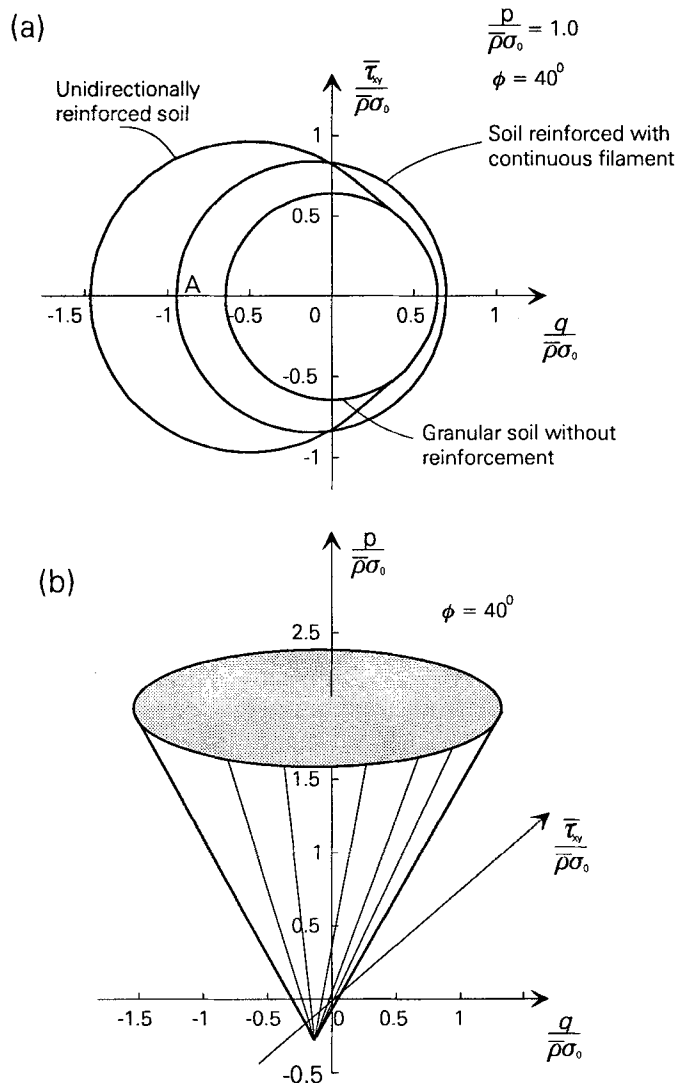 (a)
p
ρ̄σ₀ = 1.0
ϕ = 40⁰
τ̄xy
ρ̄σ₀
Unidirectionally
reinforced soil
Soil reinforced with
continuous filament
1
0.5
A
-1.5
-1
-0.5
0
0.5
1
q
ρ̄σ₀
-0.5
-1
Granular soil without
reinforcement
(b)
p
ρ̄σ₀
ϕ = 40⁰
2.5
1.5
1
0.5
τ̄xy
ρ̄σ₀
-1.5
-1
-0.5
0
0.5
1
q
ρ̄σ₀
-0.5